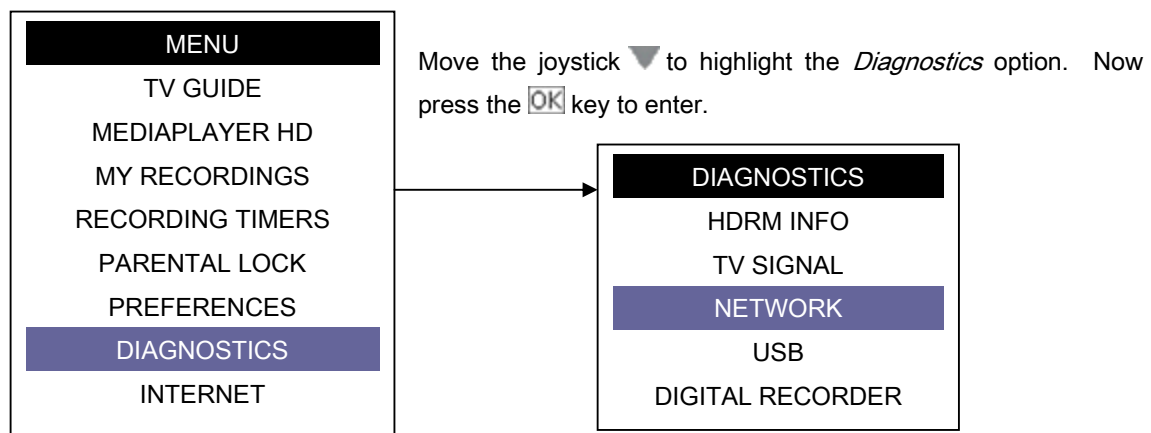 MENU
TV GUIDE
MEDIAPLAYER HD
MY RECORDINGS
RECORDING TIMERS
PARENTAL LOCK
PREFERENCES
DIAGNOSTICS
INTERNET
Move the joystick to highlight the Diagnostics option. Now
press the OK key to enter.
DIAGNOSTICS
HDRM INFO
TV SIGNAL
NETWORK
USB
DIGITAL RECORDER